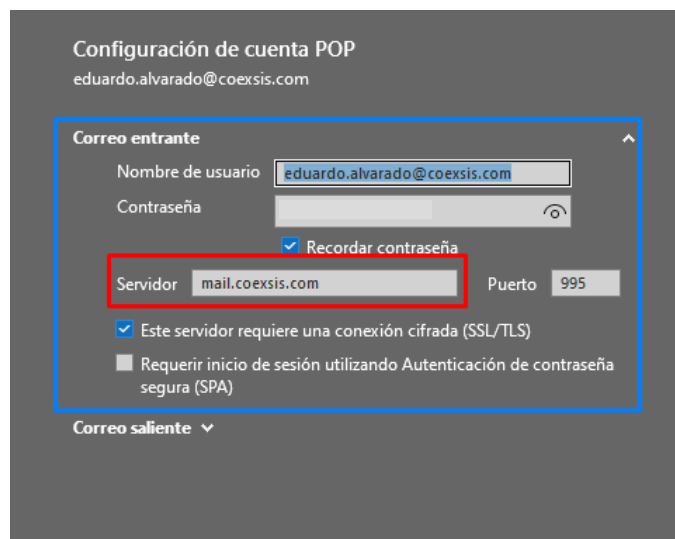 Configuración de cuenta POP
eduardo.alvarado@coexsis.com
Correo entrante
Nombre de usuario eduardo.alvarado@coexsis.com
Contraseña
Recordar contraseña
Servidor mail.coexsis.com Puerto 995
Este servidor requiere una conexión cifrada (SSL/TLS)
Requerir inicio de sesión utilizando Autenticación de contraseña
segura (SPA)
Correo saliente